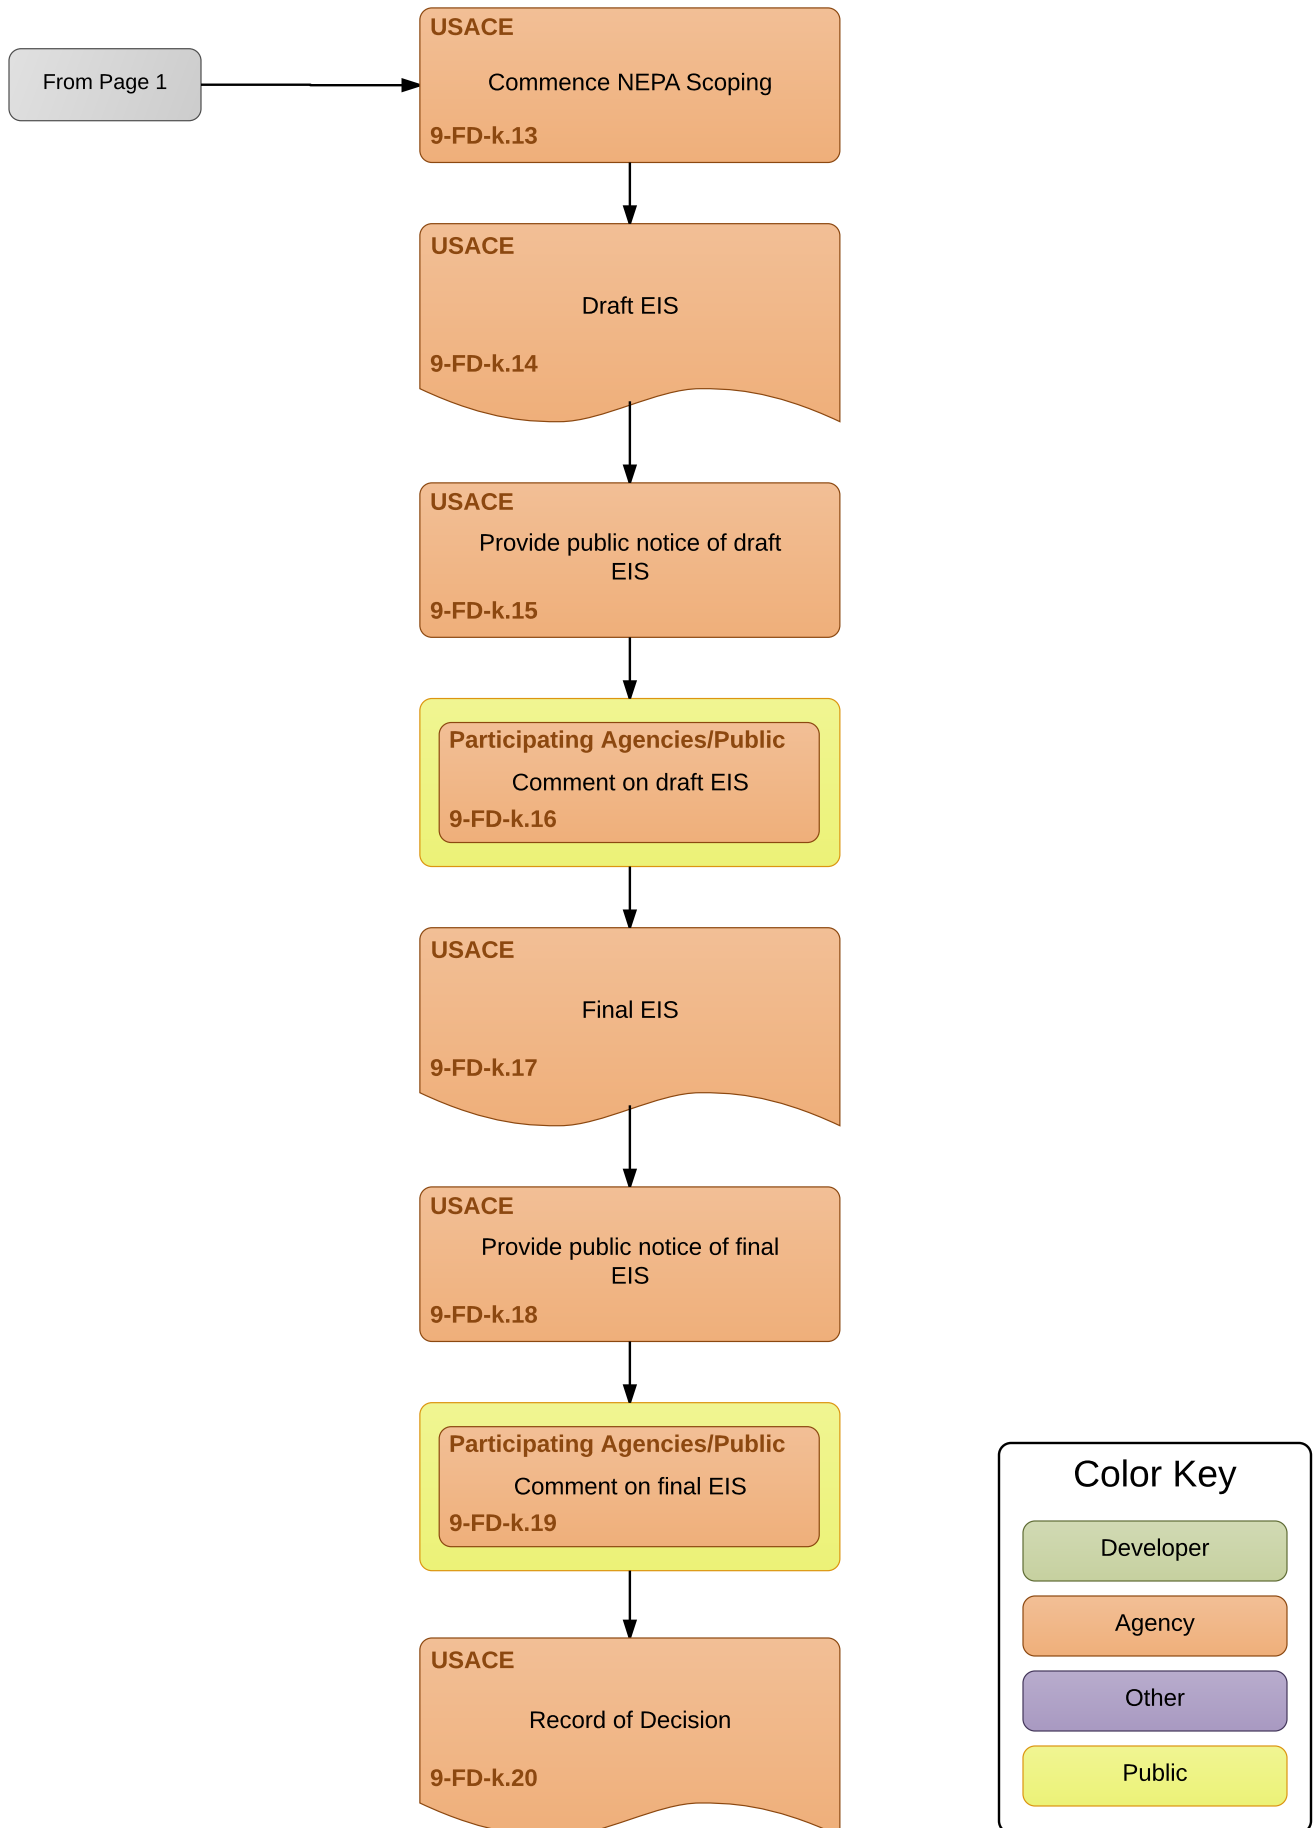 From Page 1
USACE
Commence NEPA Scoping
9-FD-k.13
USACE
Draft EIS
9-FD-k.14
USACE
Provide public notice of draft
EIS
9-FD-k.15
Participating Agencies/Public
Comment on draft EIS
9-FD-k.16
USACE
Final EIS
9-FD-k.17
USACE
Provide public notice of final
EIS
9-FD-k.18
Participating Agencies/Public
Comment on final EIS
9-FD-k.19
USACE
Record of Decision
9-FD-k.20
Color Key
Developer
Agency
Other
Public